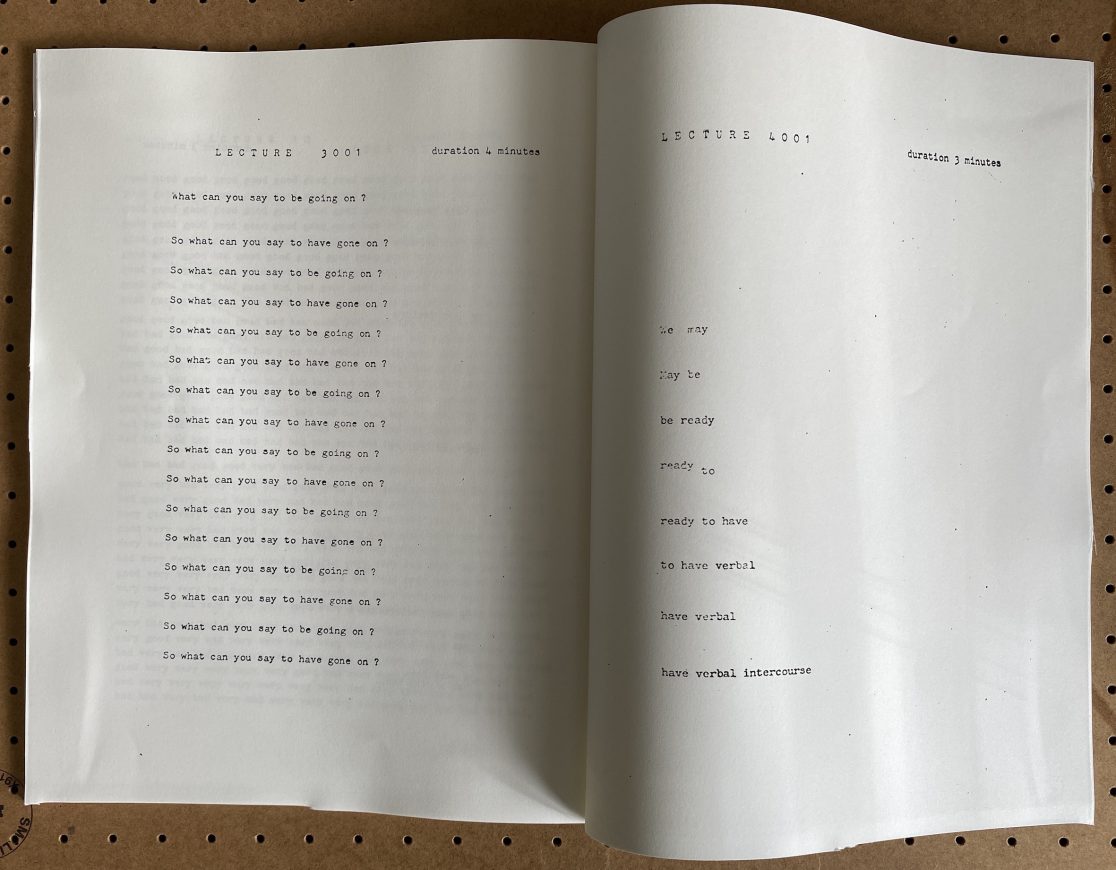 LECTURE 3001
duration 4 minutes
What can you say to be going on ?
So what can you say to have gone on ?
So what can you say to be going on ?
So what can you say to have gone on ?
So what can you say to be going on ?
So what can you say to have gone on ?
So what can you say to be going on ?
So what can you say to have gone on ?
So what can you say to be going on ?
So what can you say to have gone on ?
So what can you say to be going on ?
So what can you say to have gone on ?
So what can you say to be going on ?
So what can you say to have gone on ?
So what can you say to be going on ?
So what can you say to have gone on ?
LECTURE 4001
duration 3 minutes
We may
May be
be ready
ready to
ready to have
to have verbal
have verbal
have verbal intercourse